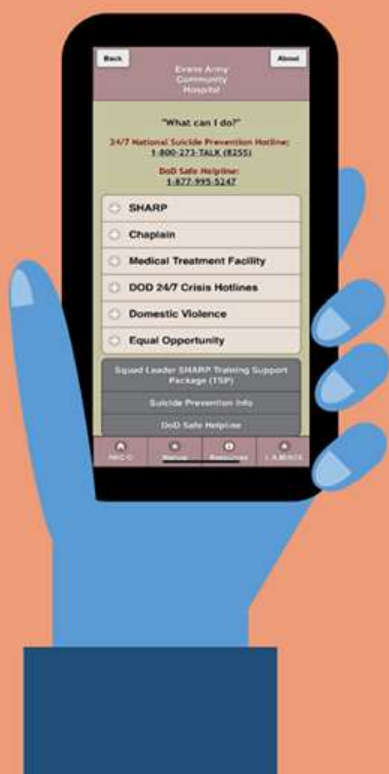 Back
About
Evans Army
Community
Hospital
"What can I do?"
24/7 National Suicide Prevention Hotline:
1-800-273-TALK (8255)
DoD Safe Helpline:
1-877-995-5247
SHARP
Chaplain
Medical Treatment Facility
DOD 24/7 Crisis Hotlines
Domestic Violence
Equal Opportunity
Squad Leader SHARP Training Support
Package (TSP)
Suicide Prevention Info
DoD Safe Helpline
Resources